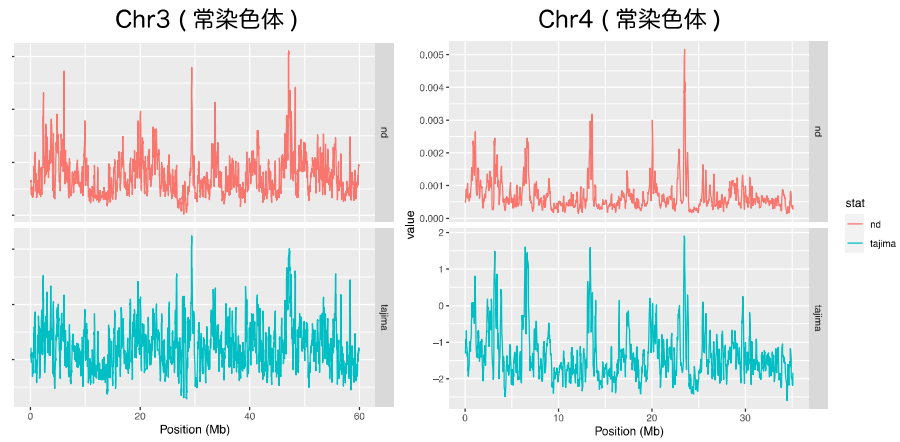 Chr3 ( 常染色体 )
Chr4 ( 常染色体 )
nd
tajima
0
20
40
60
Position (Mb)
value
0.005
0.004
0.003
0.002
0.001
0.000
2
1
0
−1
−2
nd
tajima
0
10
20
30
Position (Mb)
stat
nd
tajima